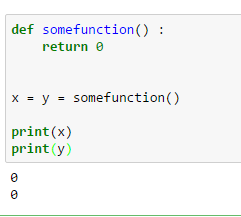 def somefunction() :
    return 0
x = y = somefunction()
print(x)
print(y)
0
0